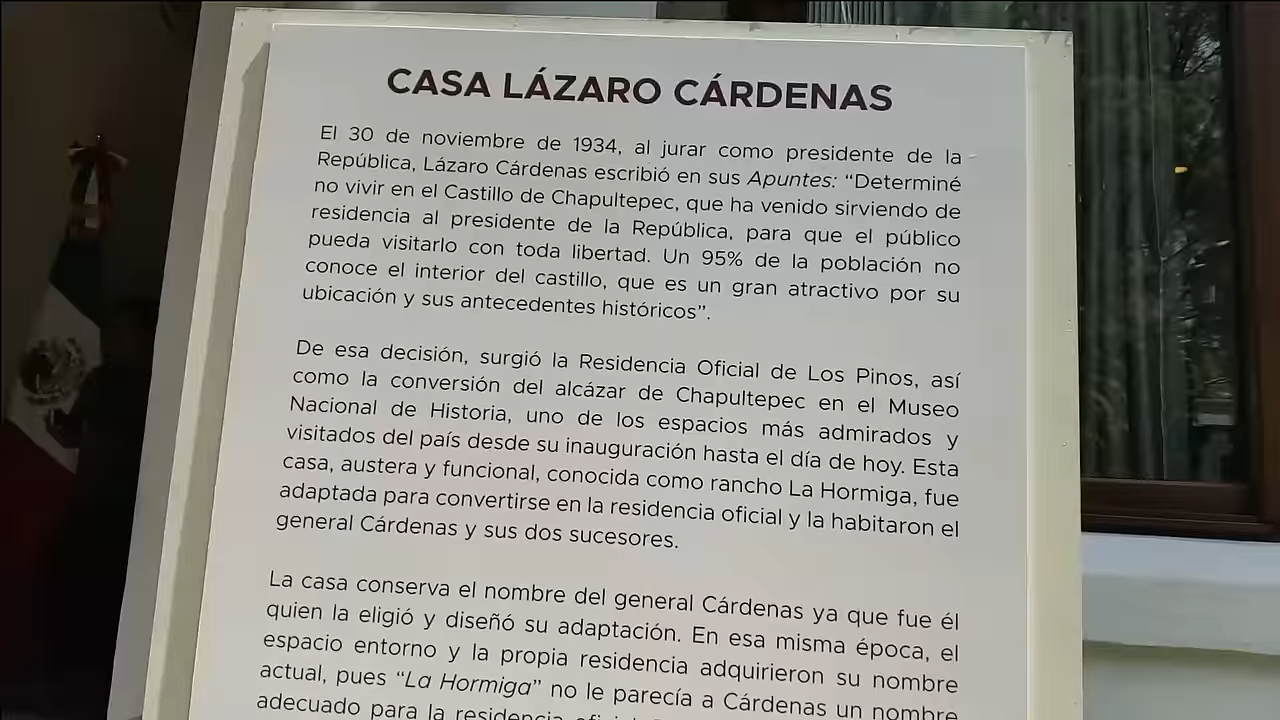 CASA LÁZARO CÁRDENAS
El 30 de noviembre de 1934, al jurar como presidente de la
República, Lázaro Cárdenas escribió en sus Apuntes: “Determiné
no vivir en el Castillo de Chapultepec, que ha venido sirviendo de
residencia al presidente de la República, para que el público
pueda visitarlo con toda libertad. Un 95% de la población no
conoce el interior del castillo, que es un gran atractivo por su
ubicación y sus antecedentes históricos”.
De esa decisión, surgió la Residencia Oficial de Los Pinos, así
como la conversión del alcázar de Chapultepec en el Museo
Nacional de Historia, uno de los espacios más admirados y
visitados del país desde su inauguración hasta el día de hoy. Esta
casa, austera y funcional, conocida como rancho La Hormiga, fue
adaptada para convertirse en la residencia oficial y la habitaron el
general Cárdenas y sus dos sucesores.
La casa conserva el nombre del general Cárdenas ya que fue él
quien la eligió y diseñó su adaptación. En esa misma época, el
espacio entorno y la propia residencia adquirieron su nombre
actual, pues “La Hormiga” no le parecía a Cárdenas un nombre
adecuado para la residencia